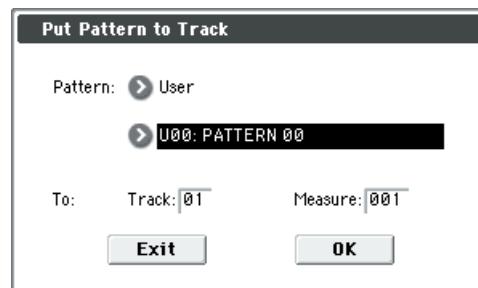 Put Pattern to Track
Pattern: User
U00: PATTERN 00
To: Track: 01 Measure: 001
Exit OK